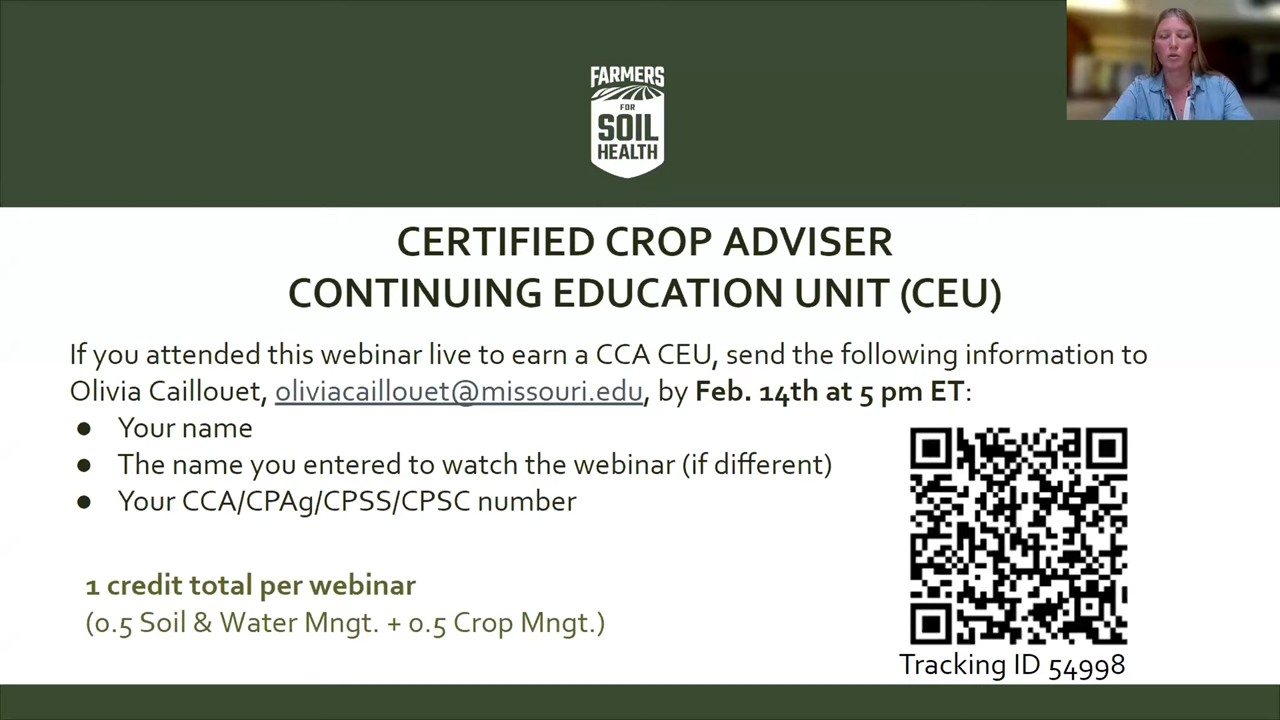 FARMERS
FOR
SOIL
HEALTH
CERTIFIED CROP ADVISER
CONTINUING EDUCATION UNIT (CEU)
If you attended this webinar live to earn a CCA CEU, send the following information to
Olivia Caillouet, oliviacaillouet@missouri.edu, by Feb. 14th at 5 pm ET:
● Your name
● The name you entered to watch the webinar (if different)
● Your CCA/CPAg/CPSS/CPSC number
1 credit total per webinar
(0.5 Soil & Water Mngt. + 0.5 Crop Mngt.)
Tracking ID 54998